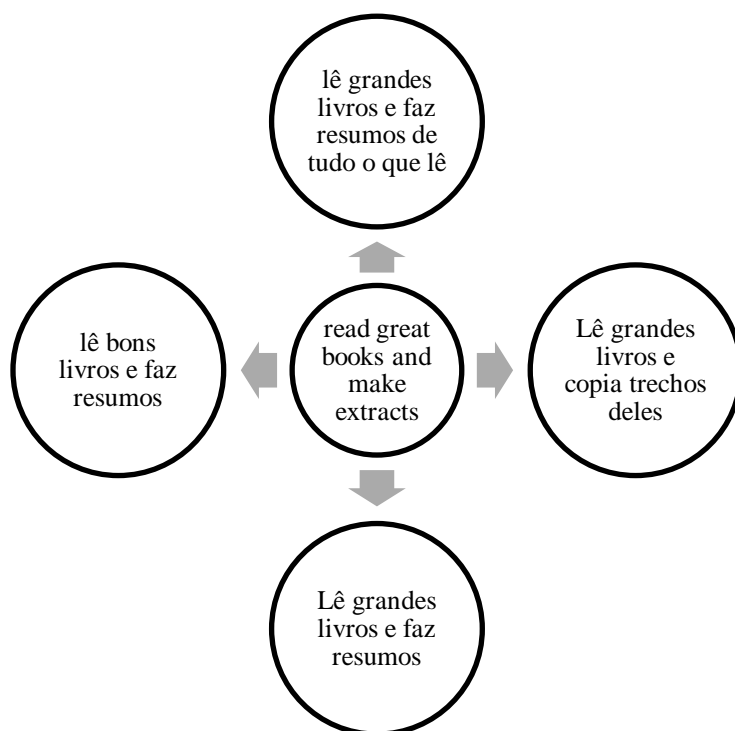 lê grandes
livros e faz
resumos de
tudo o que lê
lê bons
livros e faz
resumos
read great
books and
make
extracts
Lê grandes
livros e
copia trechos
deles
Lê grandes
livros e faz
resumos